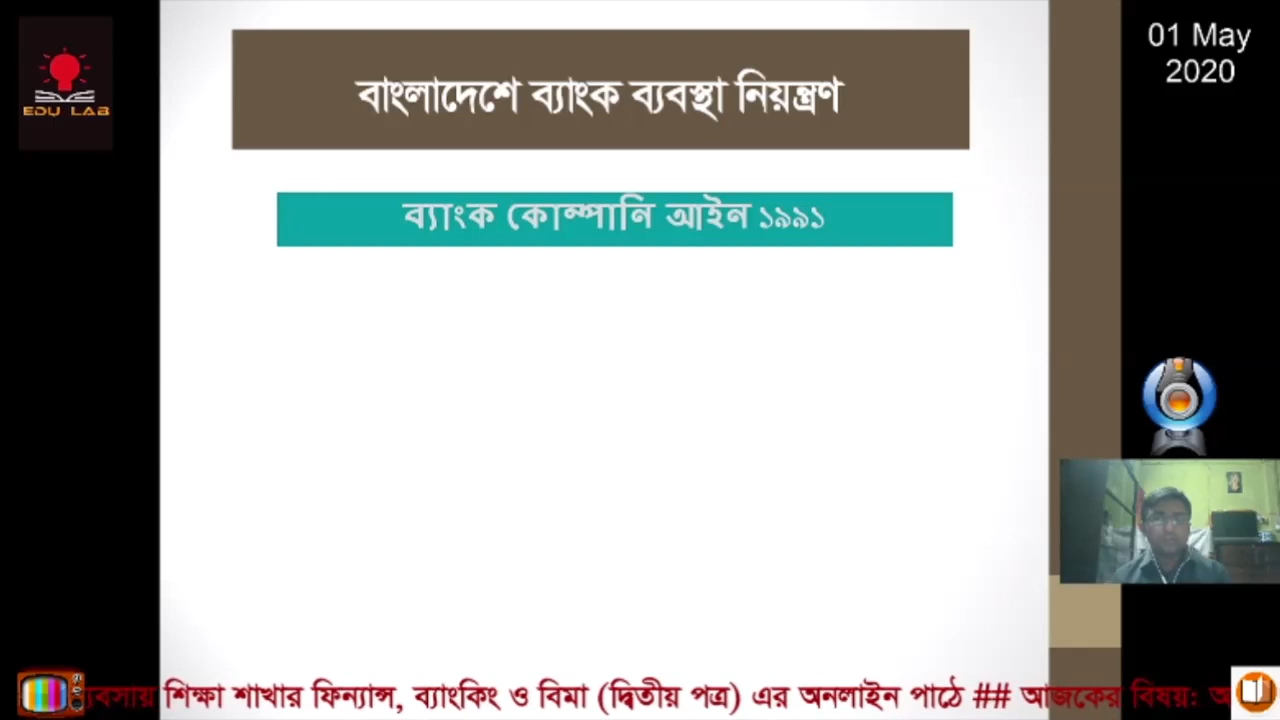 EDU LAB
01 May
2020
বাংলাদেশে ব্যাংক ব্যবস্থা নিয়ন্ত্রণ
ব্যাংক কোম্পানি আইন ১৯৯১
শিক্ষা শাখার ফিন্যান্স, ব্যাংকিং ও বিমা (দ্বিতীয় পত্র) এর অনলাইন পাঠে ## আজকের বিষয়: